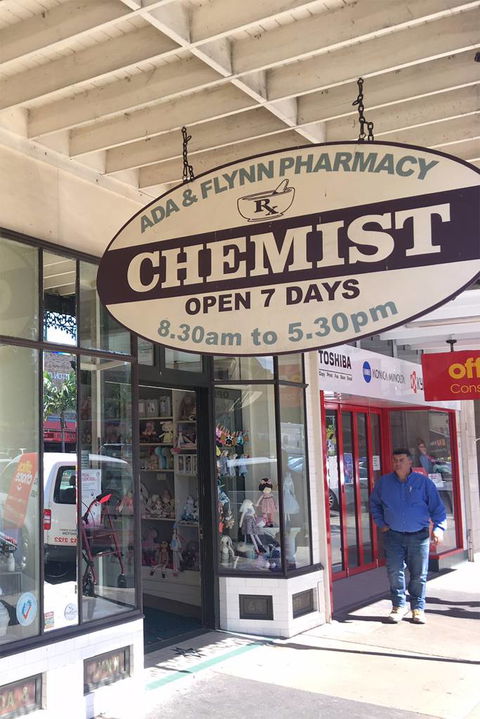 ADA & FLYNN PHARMACY
Rx
CHEMIST
OPEN 7 DAYS
8.30am to 5.30pm
TOSHIBA
KONICA MINOLTA
off
Cons